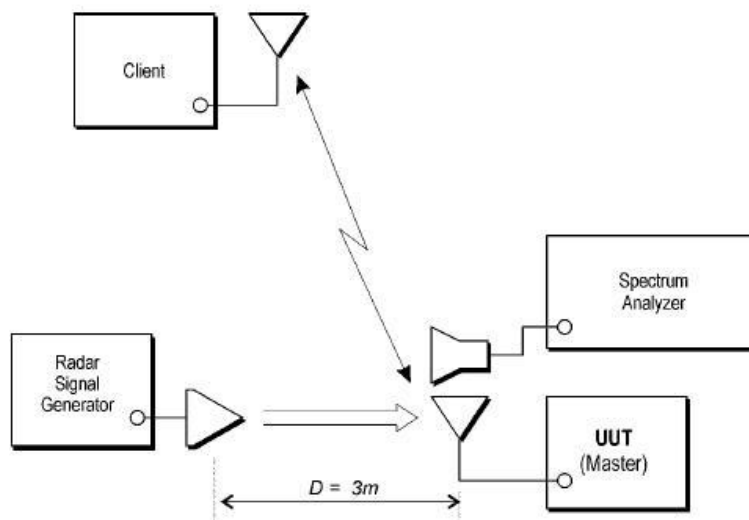 Client
Spectrum
Analyzer
Radar
Signal
Generator
UUT
(Master)
D = 3m